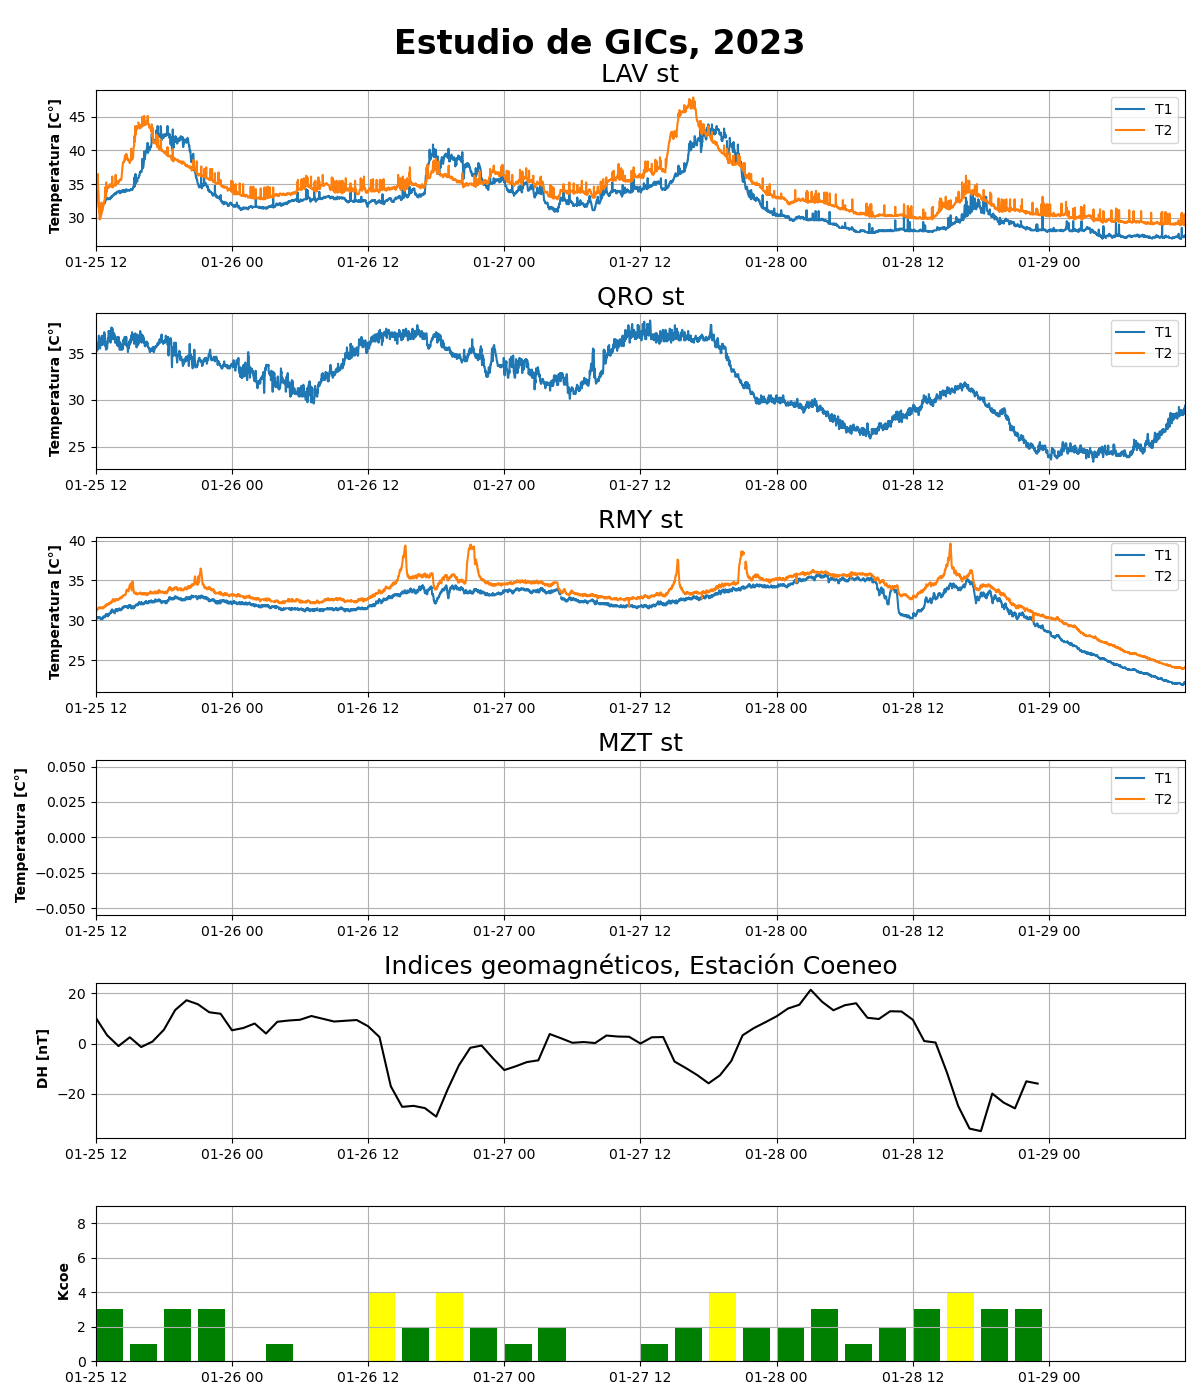 Estudio de GICs, 2023
LAV st
Temperatura [C°]
45
40
35
30
T1
T2
01-25 12 01-26 00 01-26 12 01-27 00 01-27 12 01-28 00 01-28 12 01-29 00
QRO st
Temperatura [C°]
35
30
25
T1
T2
01-25 12 01-26 00 01-26 12 01-27 00 01-27 12 01-28 00 01-28 12 01-29 00
RMY st
Temperatura [C°]
40
35
30
25
T1
T2
01-25 12 01-26 00 01-26 12 01-27 00 01-27 12 01-28 00 01-28 12 01-29 00
MZT st
Temperatura [C°]
0.050
0.025
0.000
−0.025
−0.050
T1
T2
01-25 12 01-26 00 01-26 12 01-27 00 01-27 12 01-28 00 01-28 12 01-29 00
Indices geomagnéticos, Estación Coeneo
DH [nT]
20
0
−20
01-25 12 01-26 00 01-26 12 01-27 00 01-27 12 01-28 00 01-28 12 01-29 00
Kcoe
8
6
4
2
0
01-25 12 01-26 00 01-26 12 01-27 00 01-27 12 01-28 00 01-28 12 01-29 00